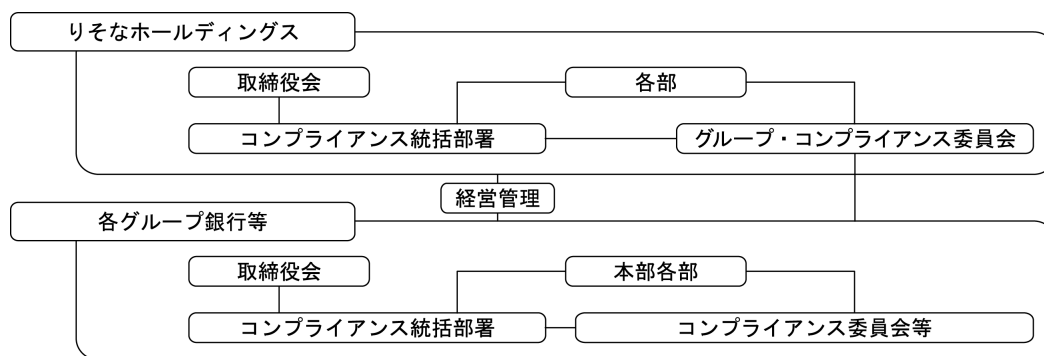 りそなホールディングス
取締役会
各部
コンプライアンス統括部署
グループ・コンプライアンス委員会
経営管理
各グループ銀行等
取締役会
本部各部
コンプライアンス統括部署
コンプライアンス委員会等